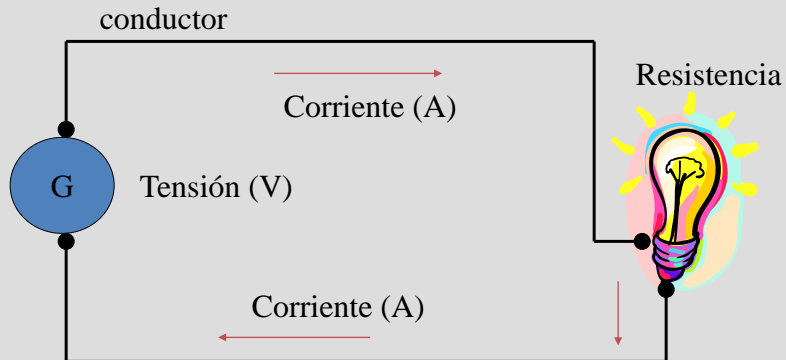 conductor
Corriente (A)
Resistencia
G
Tensión (V)
Corriente (A)